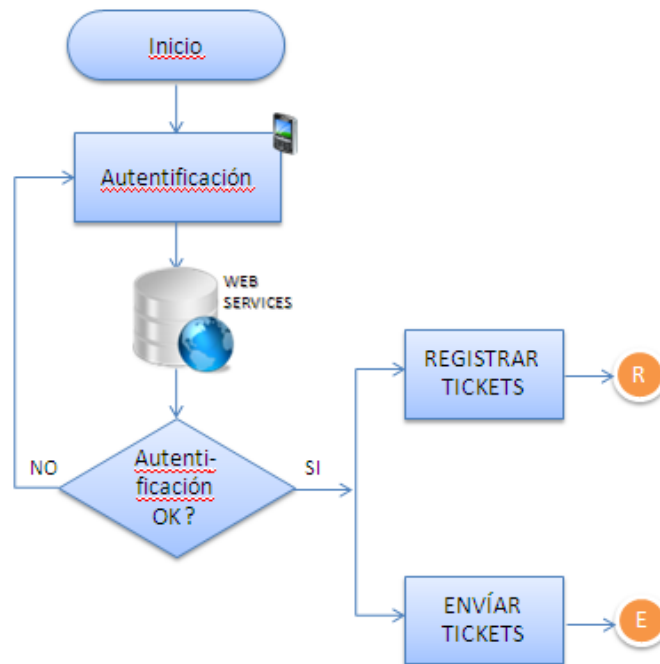 Inicio
Autentificación
WEB
SERVICES
REGISTRAR
TICKETS
R
NO
Autenti-
ficación
OK?
SI
ENVÍAR
TICKETS
E